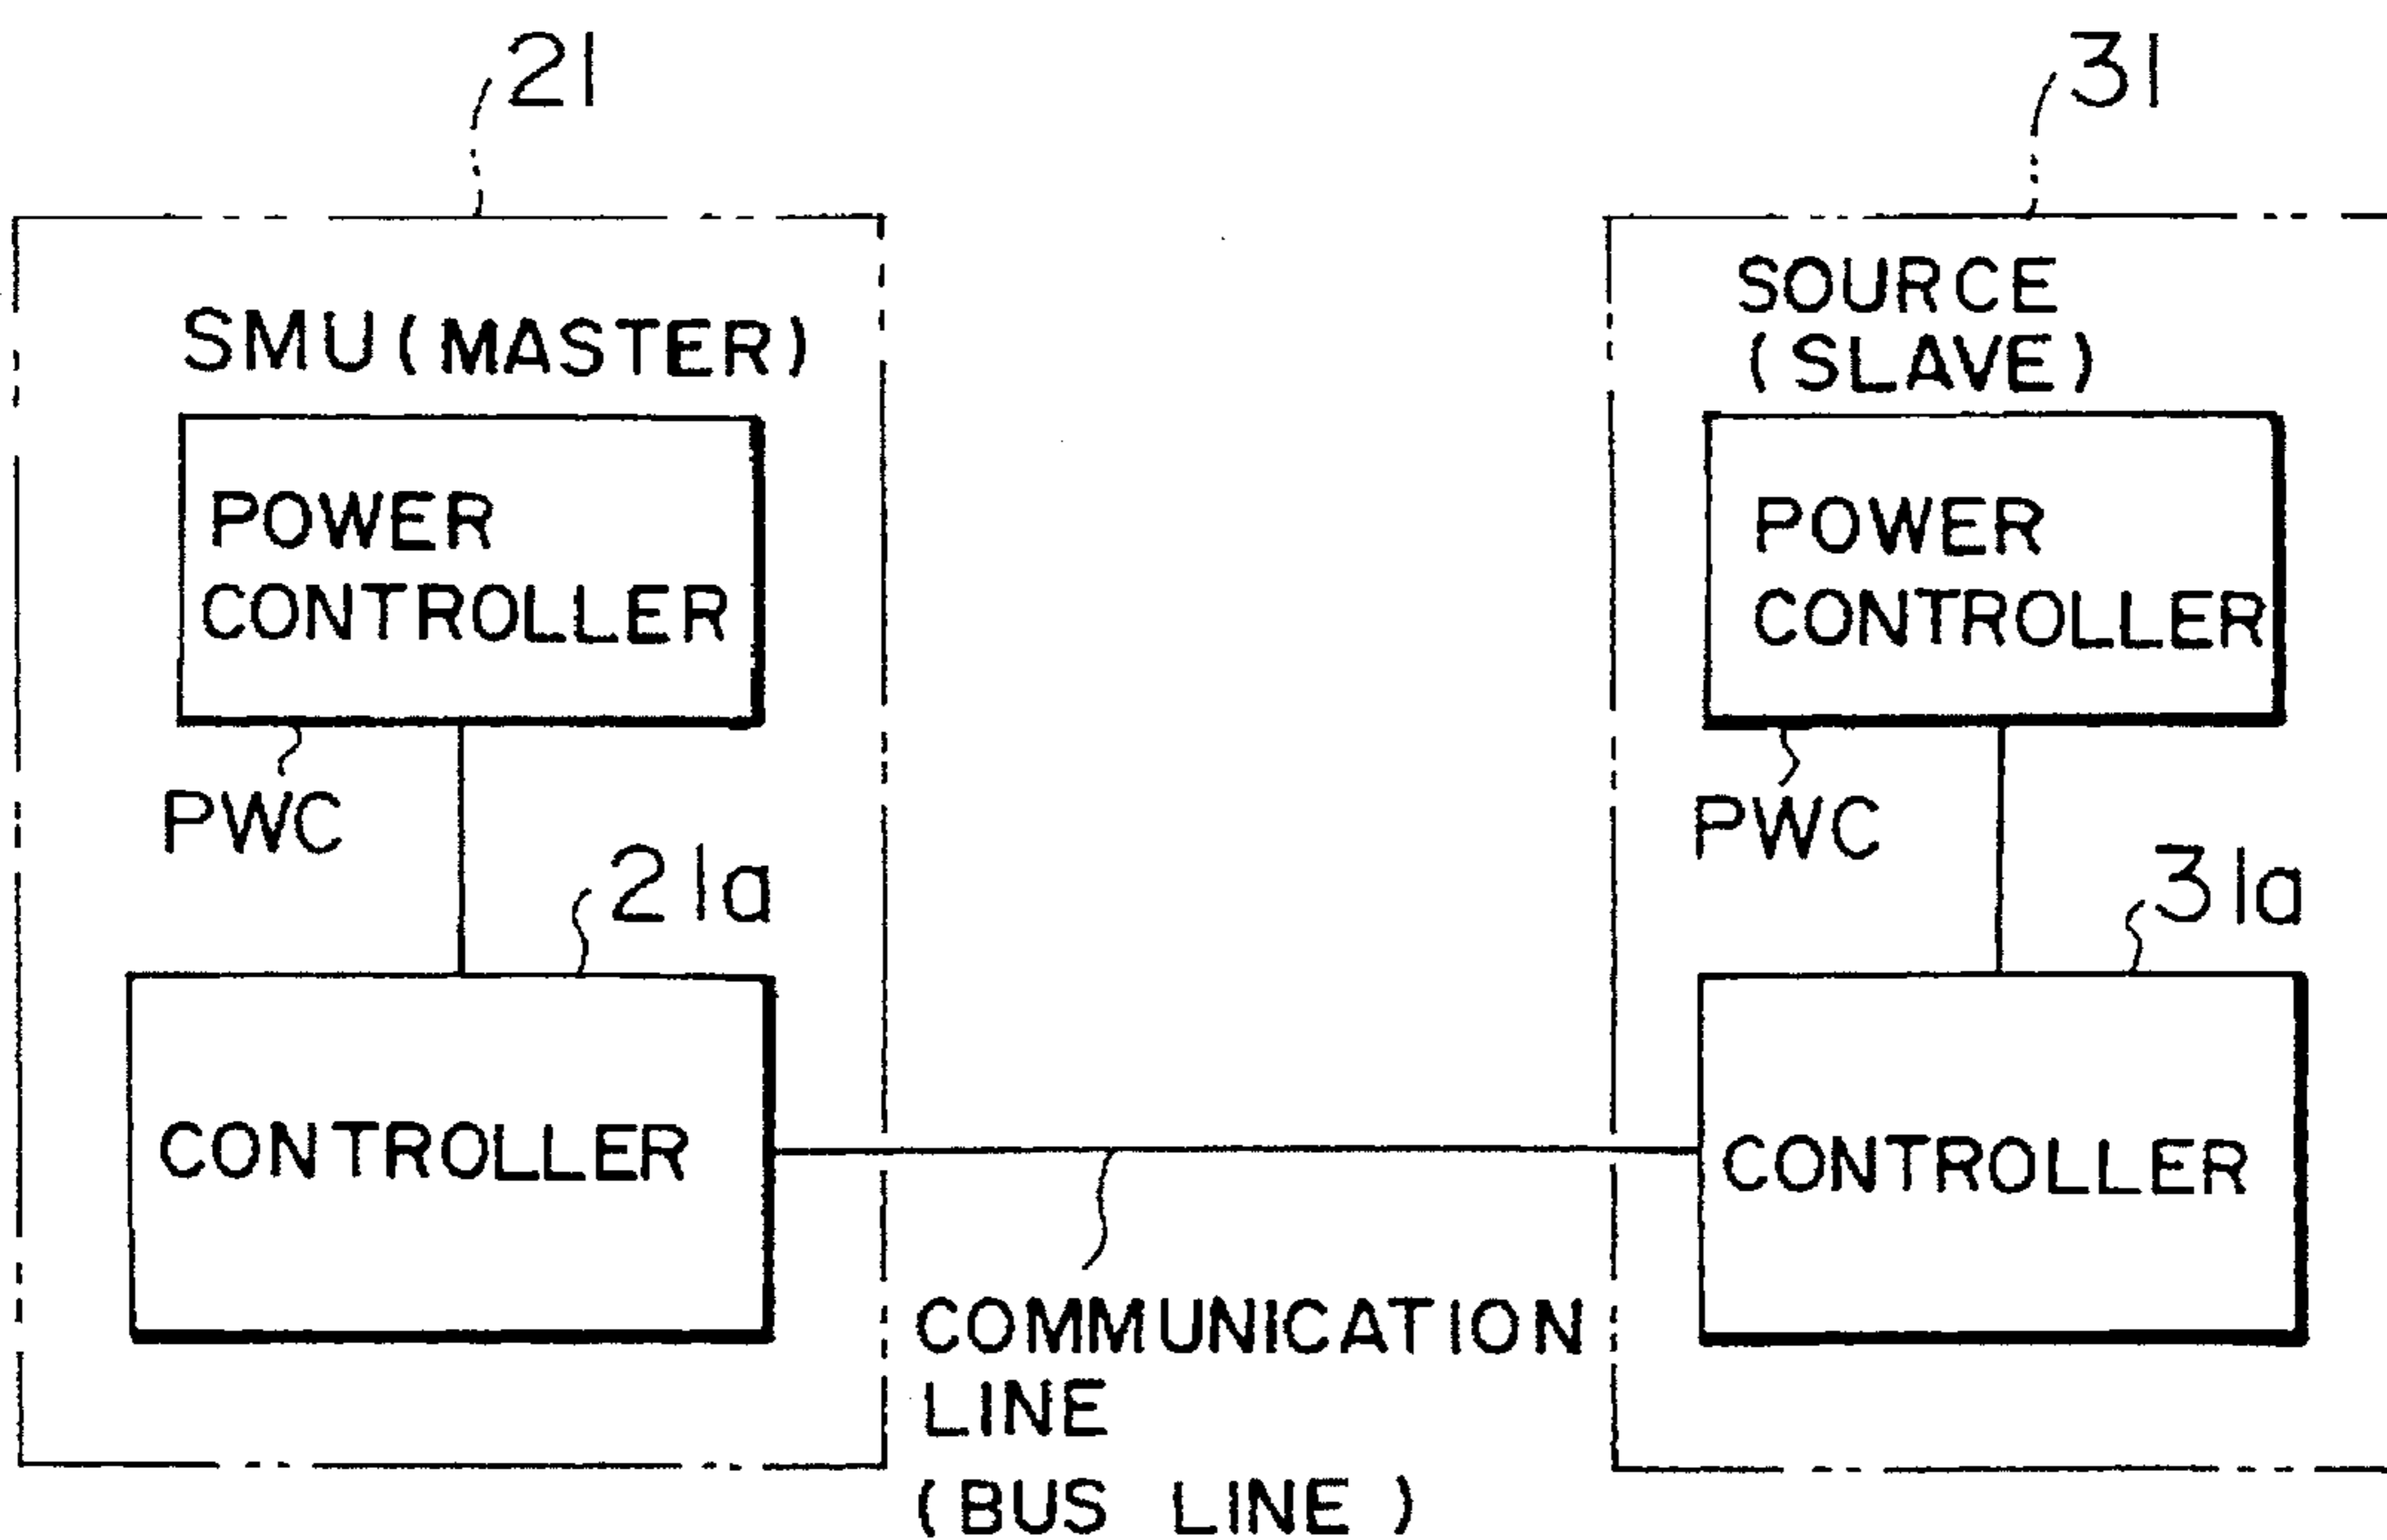 21
SMU (MASTER)
POWER
CONTROLLER
PWC
21a
CONTROLLER
COMMUNICATION
LINE
(BUS LINE)
31
SOURCE
(SLAVE)
POWER
CONTROLLER
PWC
31a
CONTROLLER